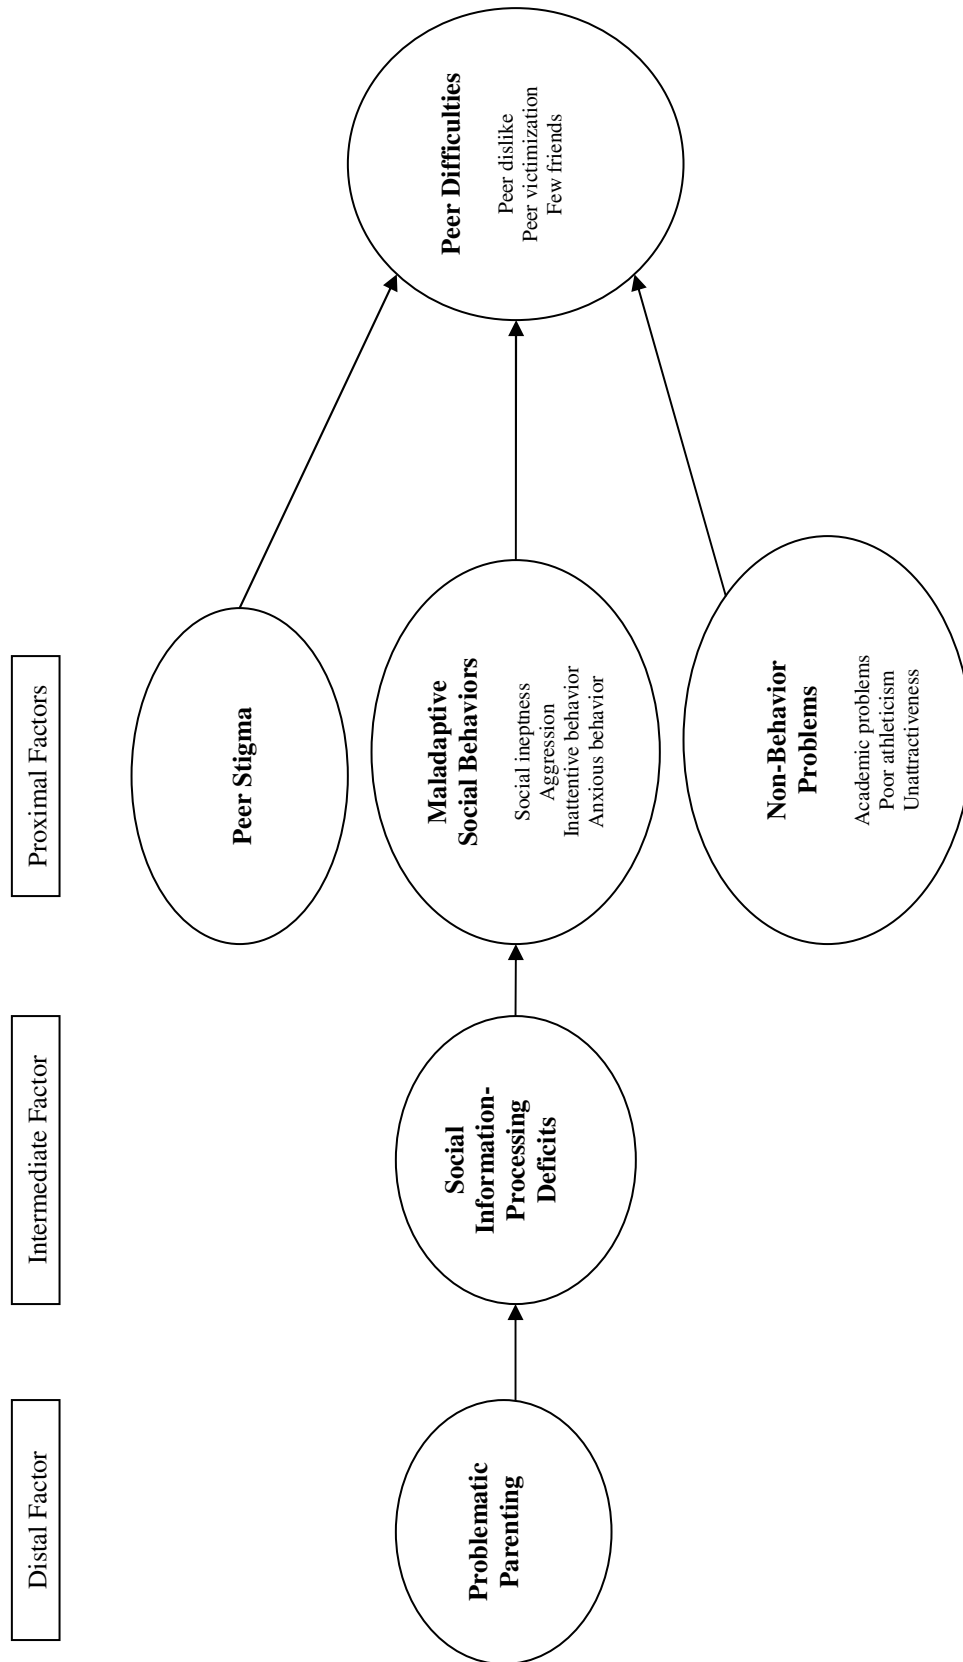 Distal Factor
Intermediate Factor
Proximal Factors
Problematic
Parenting
Social
Information-
Processing
Deficits
Peer Stigma
Maladaptive
Social Behaviors
Social ineptness
Aggression
Inattentive behavior
Anxious behavior
Non-Behavior
Problems
Academic problems
Poor athleticism
Unattractiveness
Peer Difficulties
Peer dislike
Peer victimization
Few friends